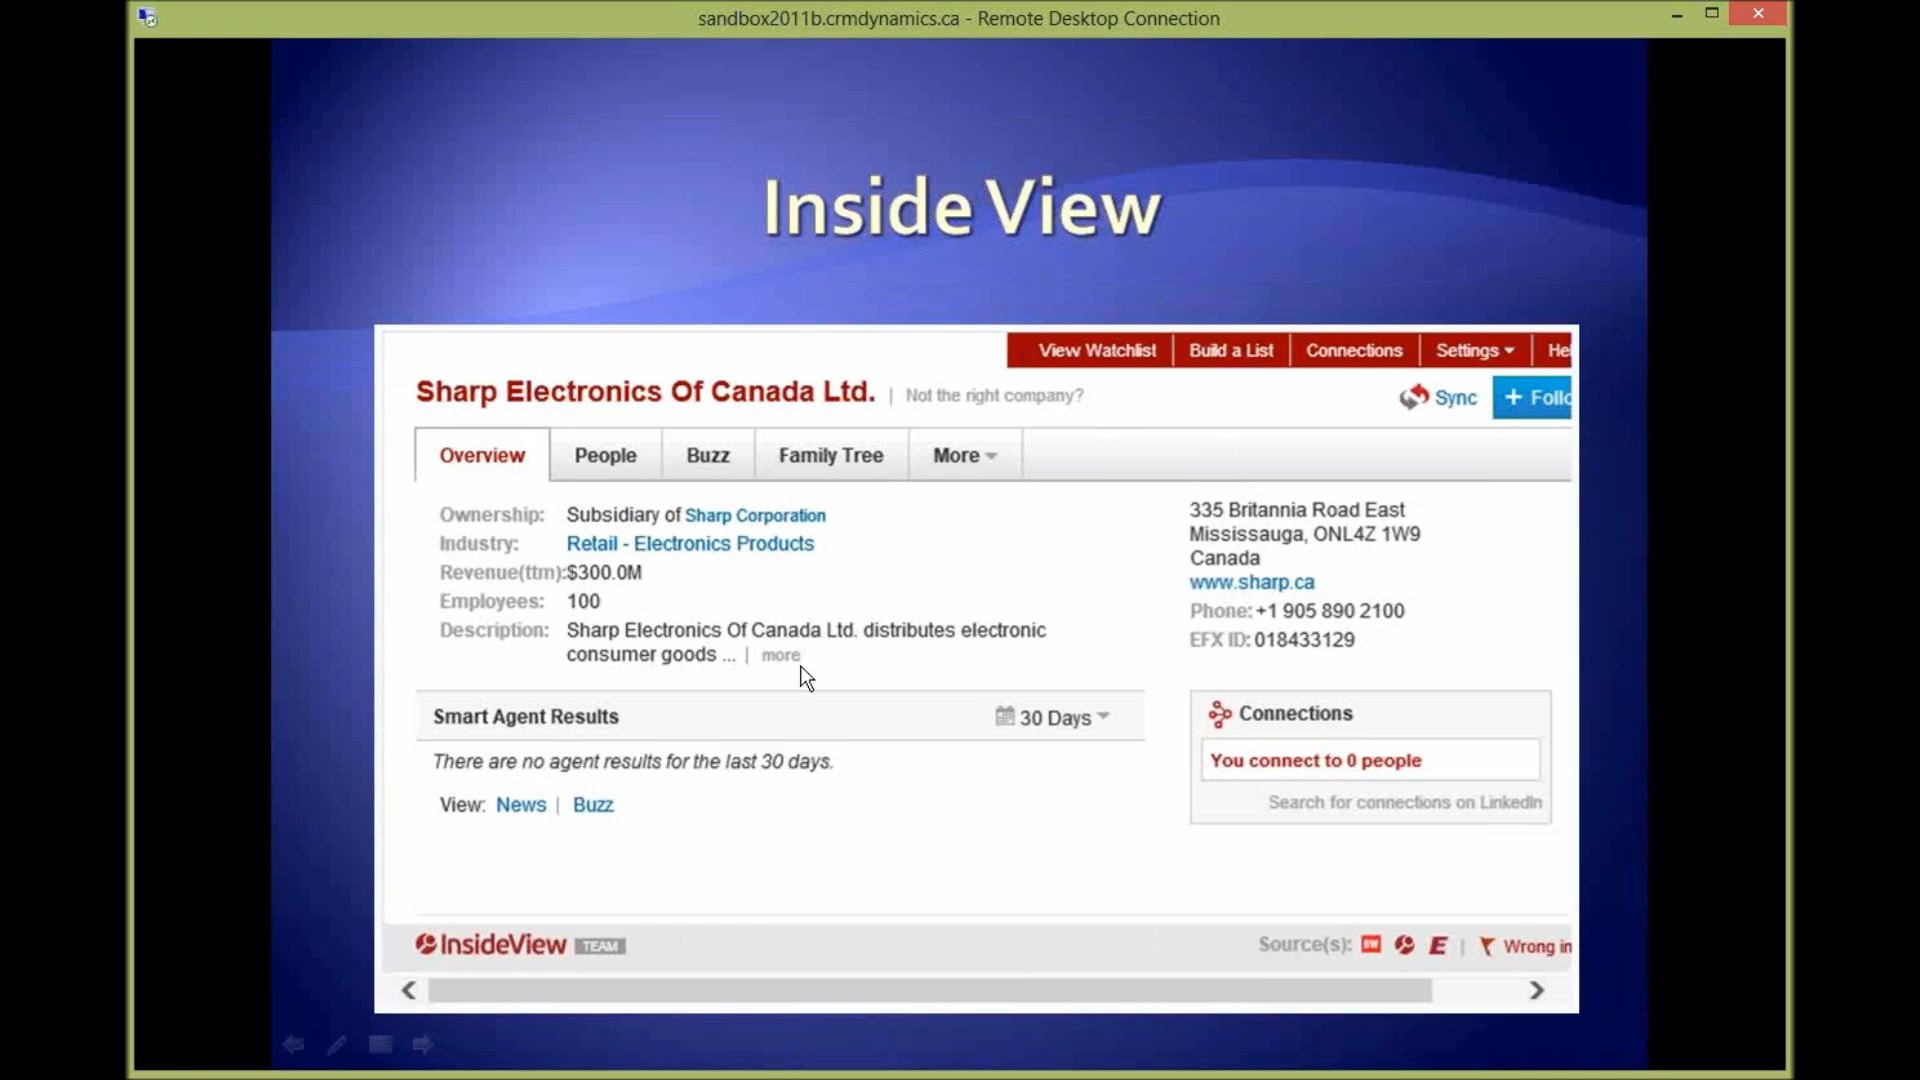 sandbox2011b.crmdynamics.ca - Remote Desktop Connection
Inside View
View Watchlist Build a List Connections Settings Hel
Sharp Electronics Of Canada Ltd. | Not the right company? Sync + Follo
Overview People Buzz Family Tree More
Ownership: Subsidiary of Sharp Corporation
Industry: Retail - Electronics Products
Revenue(ttm):$300.0M
Employees: 100
Description: Sharp Electronics Of Canada Ltd. distributes electronic
consumer goods ... | more
335 Britannia Road East
Mississauga, ONL4Z 1W9
Canada
www.sharp.ca
Phone: +1 905 890 2100
EFX ID: 018433129
Smart Agent Results 30 Days
There are no agent results for the last 30 days.
View: News | Buzz
Connections
You connect to 0 people
Search for connections on LinkedIn
InsideView TEAM
Source(s): BW E | Wrong in